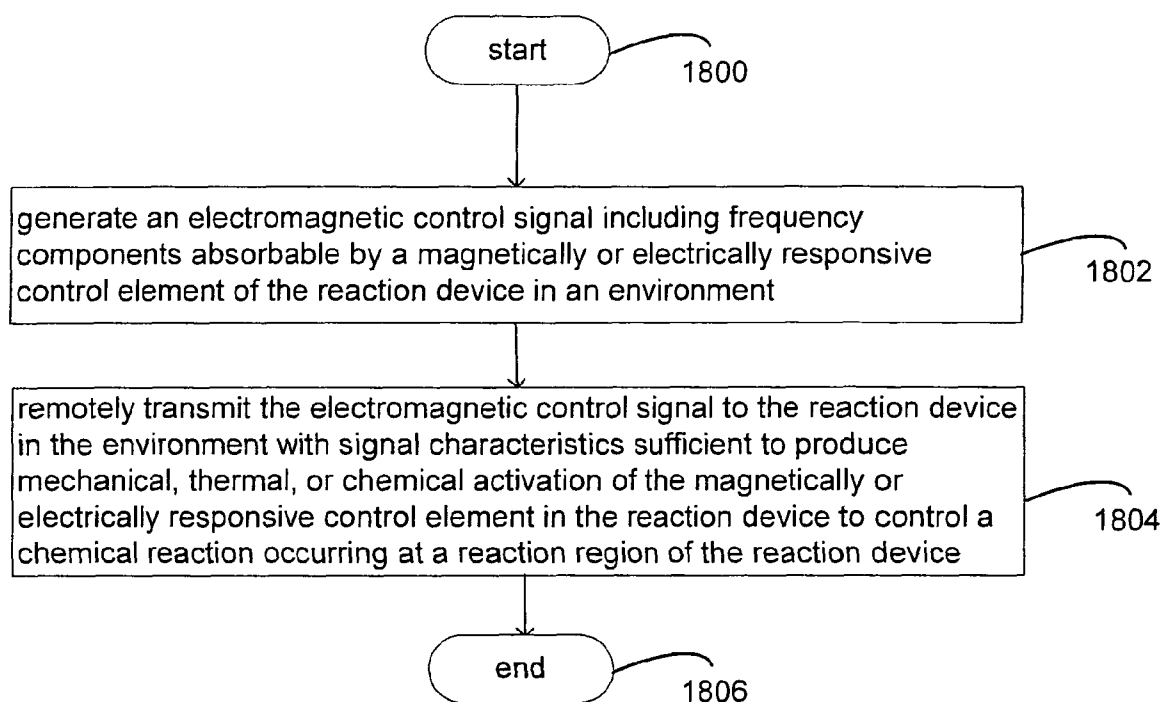 start
1800
generate an electromagnetic control signal including frequency
components absorbable by a magnetically or electrically responsive
control element of the reaction device in an environment
1802
remotely transmit the electromagnetic control signal to the reaction device
in the environment with signal characteristics sufficient to produce
mechanical, thermal, or chemical activation of the magnetically or
electrically responsive control element in the reaction device to control a
chemical reaction occurring at a reaction region of the reaction device
1804
end
1806